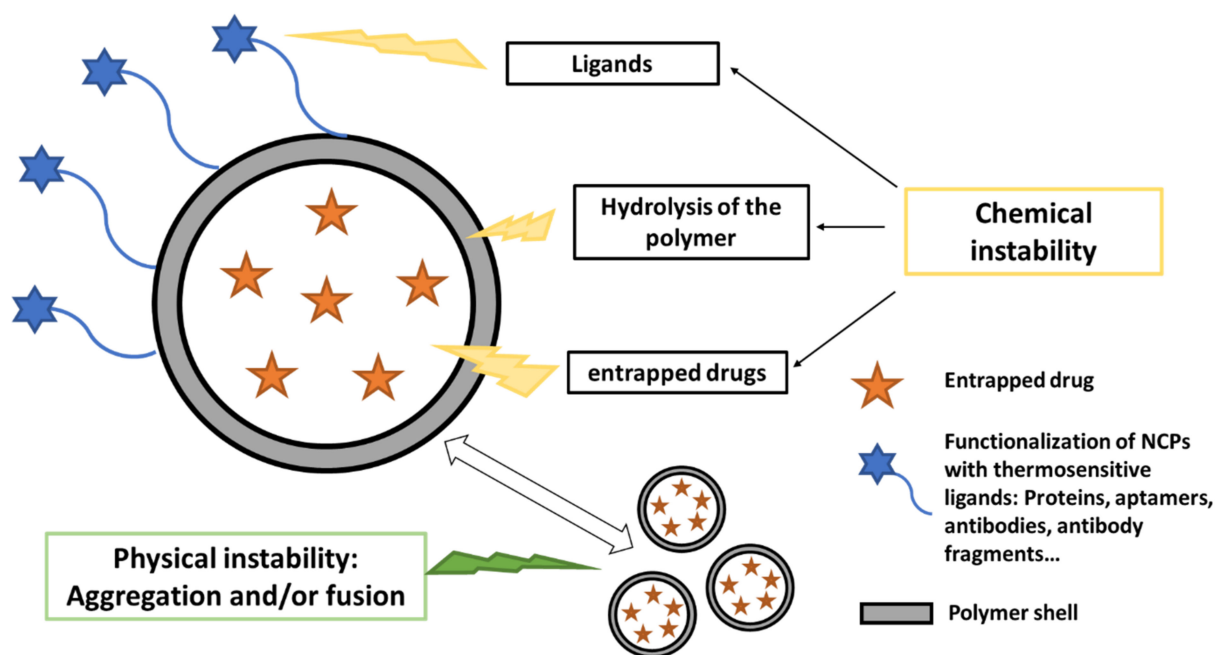 Ligands
Hydrolysis of the
polymer
Chemical
instability
entrapped drugs
Entrapped drug
Functionalization of NCPs
with thermosensitive
ligands: Proteins, aptamers,
antibodies, antibody
fragments...
Physical instability:
Aggregation and/or fusion
Polymer shell